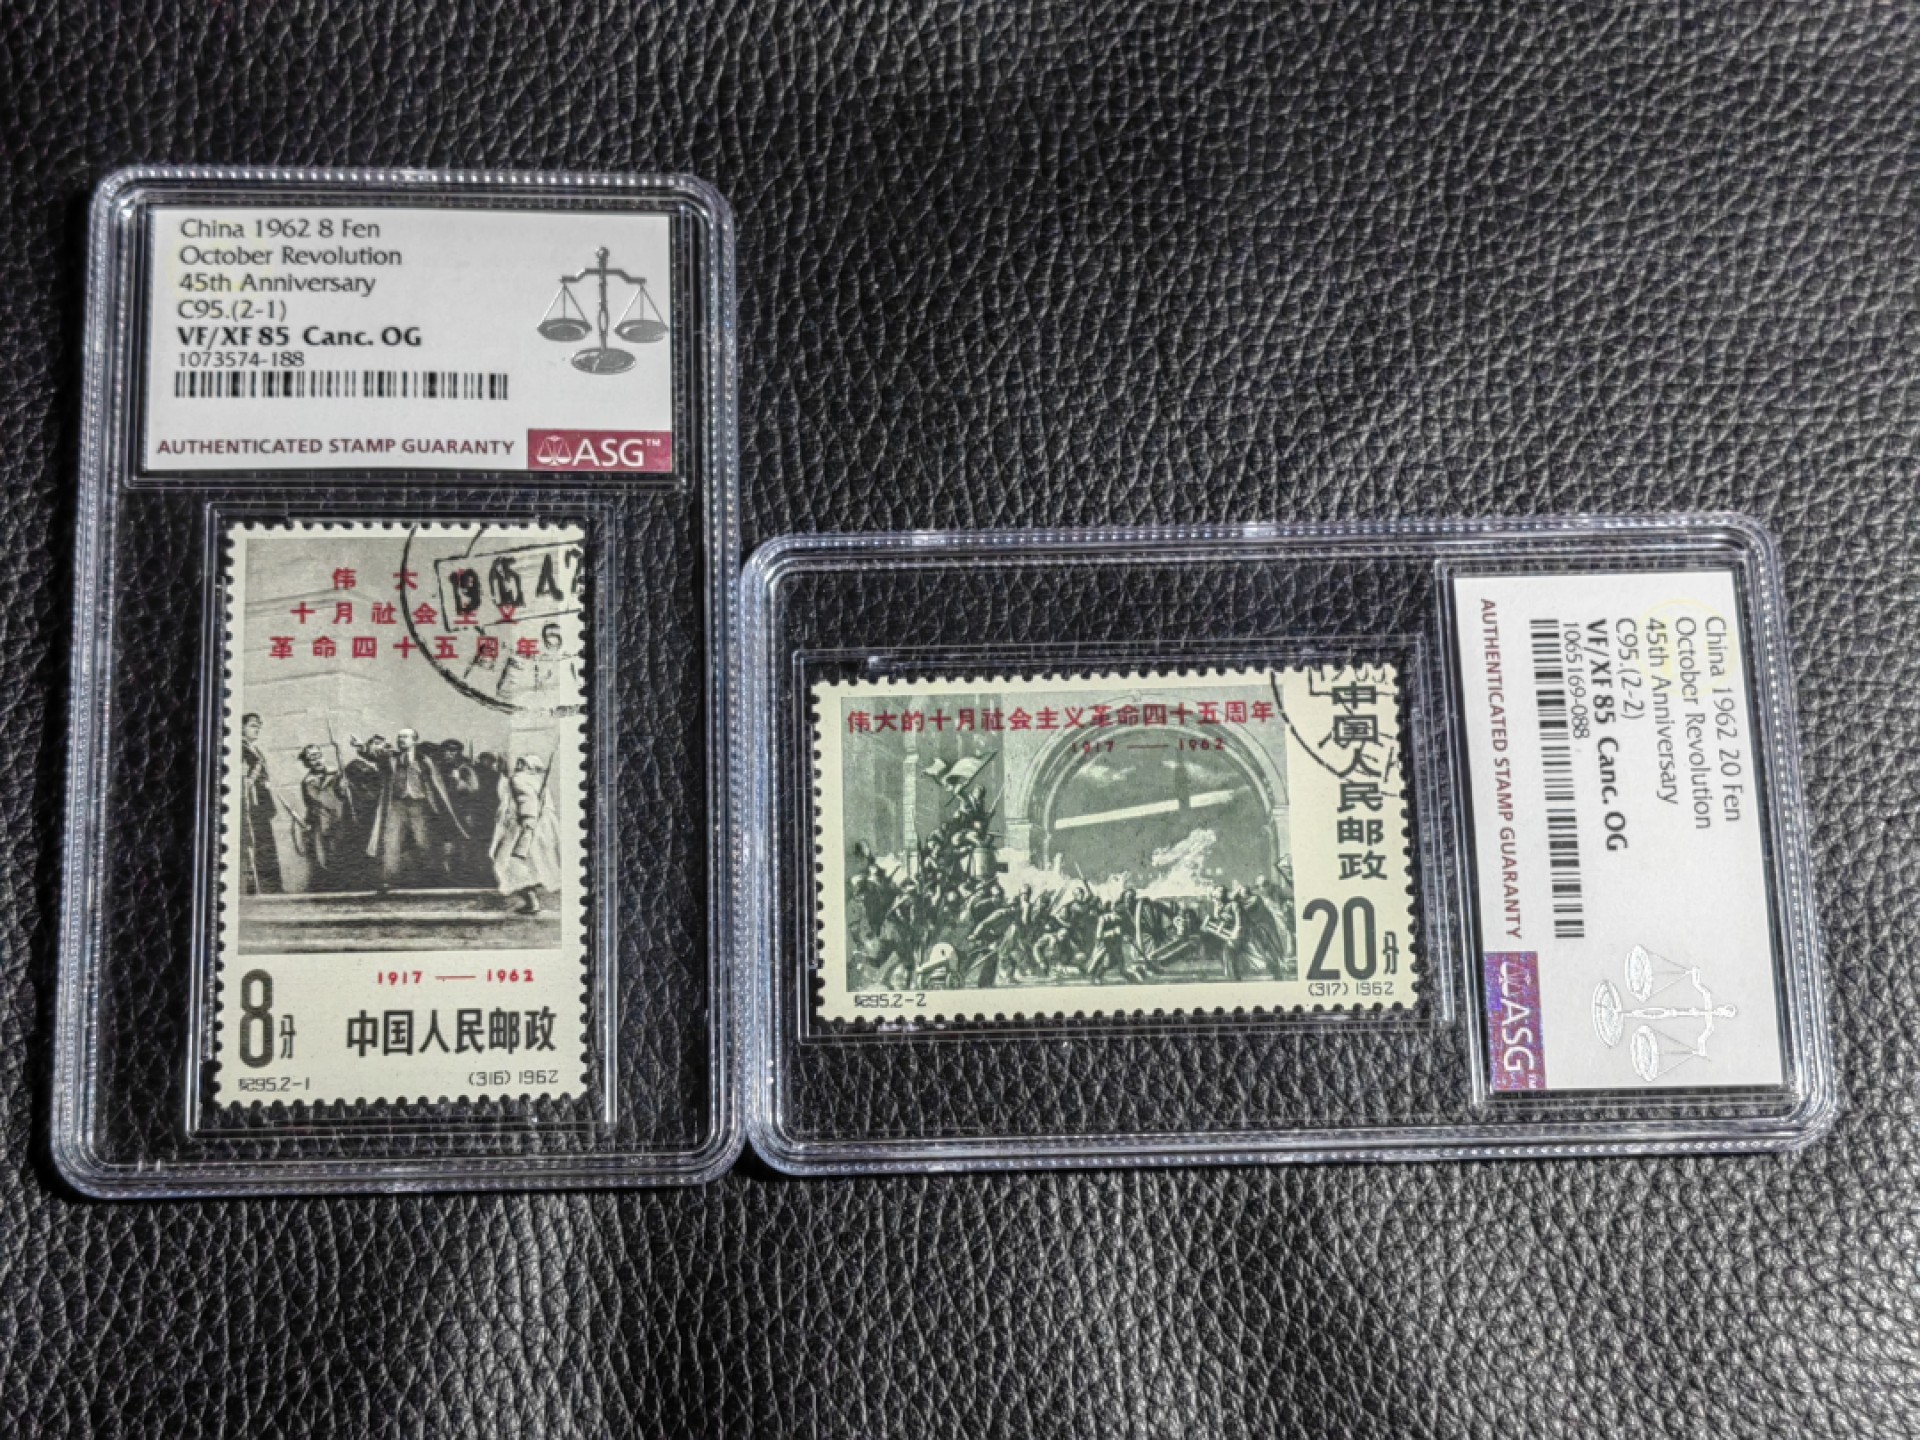 China 1962 8 Fen
October Revolution
45th Anniversary
C95.(2-1)
VF/XF 85 Canc. OG
1073574-188
AUTHENTICATED STAMP GUARANTY
ASG™
伟大
十月社会主义
革命四十五周年
6
1917 — 1962
8分
中国人民邮政
纪95.2-1
(316) 1962
China 1962 20 Fen
October Revolution
45th Anniversary
C95.(2-2)
VF/XF 85 Canc. OG
1065169-088
AUTHENTICATED STAMP GUARANTY
ASG™
伟大的十月社会主义革命四十五周年
1917 — 1962
中国人民邮政
20分
纪95.2-2
(317) 1962